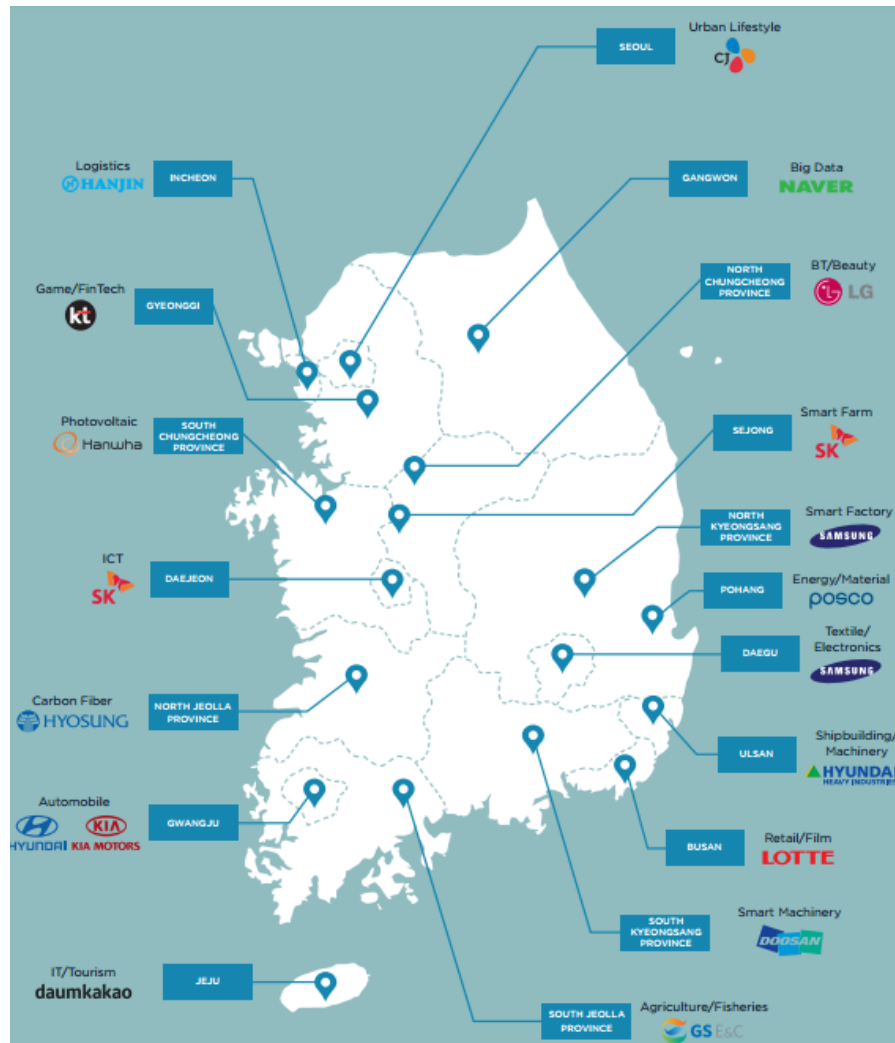 Urban Lifestyle
SEOUL
CJ
Logistics
HANJIN
INCHEON
GANGWON
Big Data
NAVER
Game/FinTech
kt
GYEONGGI
NORTH
CHUNGCHEONG
PROVINCE
BT/Beauty
LG
Photovoltaic
Hanwha
SOUTH
CHUNGCHEONG
PROVINCE
SEJONG
Smart Farm
SK
NORTH
KYEONGSANG
PROVINCE
Smart Factory
SAMSUNG
ICT
SK
DAEJEON
POHANG
Energy/Material
posco
DAEGU
Textile/
Electronics
SAMSUNG
Carbon Fiber
HYOSUNG
NORTH JEOLLA
PROVINCE
ULSAN
Shipbuilding/
Machinery
HYUNDAI
HEAVY INDUSTRIES
Automobile
HYUNDAI
KIA
KIA MOTORS
GWANGJU
BUSAN
Retail/Film
LOTTE
SOUTH
KYEONGSANG
PROVINCE
Smart Machinery
DOOSAN
IT/Tourism
daumkakao
JEJU
SOUTH JEOLLA
PROVINCE
Agriculture/Fisheries
GS E&C